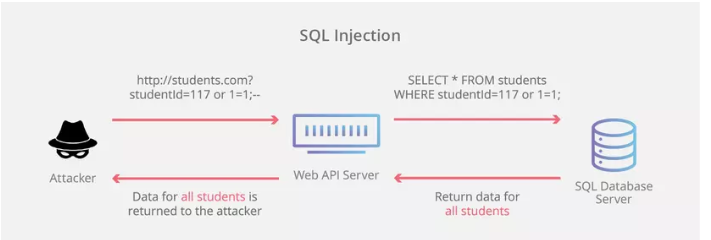 SQL Injection
http://students.com?
studentId=117 or 1=1;--
SELECT * FROM students
WHERE studentId=117 or 1=1;
Attacker
Web API Server
SQL Database
Server
Data for all students is
returned to the attacker
Return data for
all students